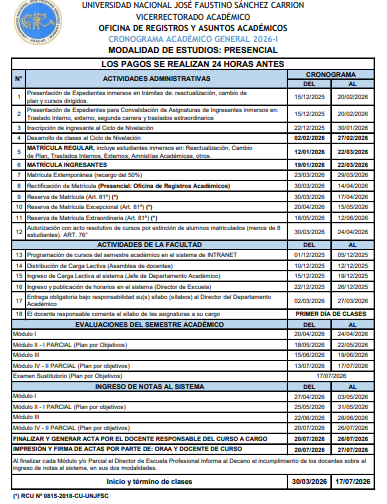 UNIVERSIDAD NACIONAL JOSÉ FAUSTINO SÁNCHEZ CARRION
VICERRECTORADO ACADÉMICO
OFICINA DE REGISTROS Y ASUNTOS ACADÉMICOS
CRONOGRAMA ACADÉMICO GENERAL 2026-I
MODALIDAD DE ESTUDIOS: PRESENCIAL
LOS PAGOS SE REALIZAN 24 HORAS ANTES
N° ACTIVIDADES ADMINISTRATIVAS CRONOGRAMA
DEL AL
1 Presentación de Expedientes inmersos en trámites de: reactualización, cambio de plan y cursos dirigidos. 15/12/2025 20/02/2026
2 Presentación de Expedientes para Convalidación de Asignaturas de Ingresantes inmersos en: Traslado Interno, externo, segunda carrera y traslados extraordinarios 15/12/2025 20/02/2026
3 Inscripción de ingresante al Ciclo de Nivelación 22/12/2025 30/01/2026
4 Desarrollo de clases al Ciclo de Nivelación 02/02/2026 27/02/2026
5 MATRÍCULA REGULAR, incluye estudiantes inmersos en: Reactualización, Cambio de Plan, Traslados Internos, Externos, Amnistías Académicas, otros. 12/01/2026 22/03/2026
6 MATRÍCULA INGRESANTES 19/01/2026 22/03/2026
7 Matrícula Extemporánea (recargo del 50%) 23/03/2026 29/03/2026
8 Rectificación de Matrícula (Presencial: Oficina de Registros Académicos) 30/03/2026 14/04/2026
9 Reserva de Matrícula (Art. 81°) (*) 30/03/2026 17/04/2026
10 Reserva de Matrícula Excepcional (Art. 81°) (*) 20/04/2026 15/05/2026
11 Reserva de Matrícula Extraordinaria (Art. 81°) (*) 18/05/2026 12/06/2026
12 Autorización con acto resolutivo de cursos por extinción de alumnos matriculados (menos de 8 estudiantes). ART. 76° 30/03/2026 24/04/2026
ACTIVIDADES DE LA FACULTAD DEL AL
13 Programación de cursos del semestre académico en el sistema de INTRANET 01/12/2025 05/12/2025
14 Distribución de Carga Lectiva (Asamblea de docentes) 10/12/2025 12/12/2025
15 Ingreso de Carga Lectiva al sistema (Jefe de Departamento Académico) 15/12/2025 19/12/2025
16 Ingreso y publicación de horarios en el sistema (Director de Escuela) 22/12/2025 26/12/2025
17 Entrega obligatoria bajo responsabilidad su(s) sílabo (sílabos) al Director del Departamento Académico 02/03/2026 27/03/2026
18 El docente responsable comenta el sílabo de las asignaturas a su cargo PRIMER DÍA DE CLASES
EVALUACIONES DEL SEMESTRE ACADÉMICO DEL AL
Módulo I 20/04/2026 24/04/2026
Módulo II - I PARCIAL (Plan por Objetivos) 18/05/2026 22/05/2026
Módulo III 15/06/2026 19/06/2026
Módulo IV - II PARCIAL (Plan por Objetivos) 13/07/2026 17/07/2026
Examen Sustitutorio (Plan por Objetivos) 17/07/2026
INGRESO DE NOTAS AL SISTEMA DEL AL
Módulo I 27/04/2026 03/05/2026
Módulo II - I PARCIAL (Plan por objetivos) 25/05/2026 31/05/2026
Módulo III 22/06/2026 28/06/2026
Módulo IV - II PARCIAL (Plan por objetivos) 20/07/2026 26/07/2026
FINALIZAR Y GENERAR ACTA POR EL DOCENTE RESPONSABLE DEL CURSO A CARGO 20/07/2026 26/07/2026
IMPRESIÓN Y FIRMA DE ACTAS POR PARTE DE: ORAA Y DOCENTE DE CURSO 20/07/2026 27/07/2026
Al finalizar cada Módulo y/o Parcial el Director de Escuela Profesional Informa al Decano el incumplimiento de los docentes sobre el ingreso de notas al sistema, en sus dos modalidades.
Inicio y término de clases 30/03/2026 17/07/2026
(*) RCU N° 0815-2018-CU-UNJFSC